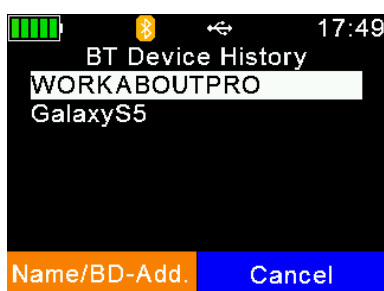 17:49
BT Device History
WORKABOUTPRO
GalaxyS5
Name/BD-Add. Cancel